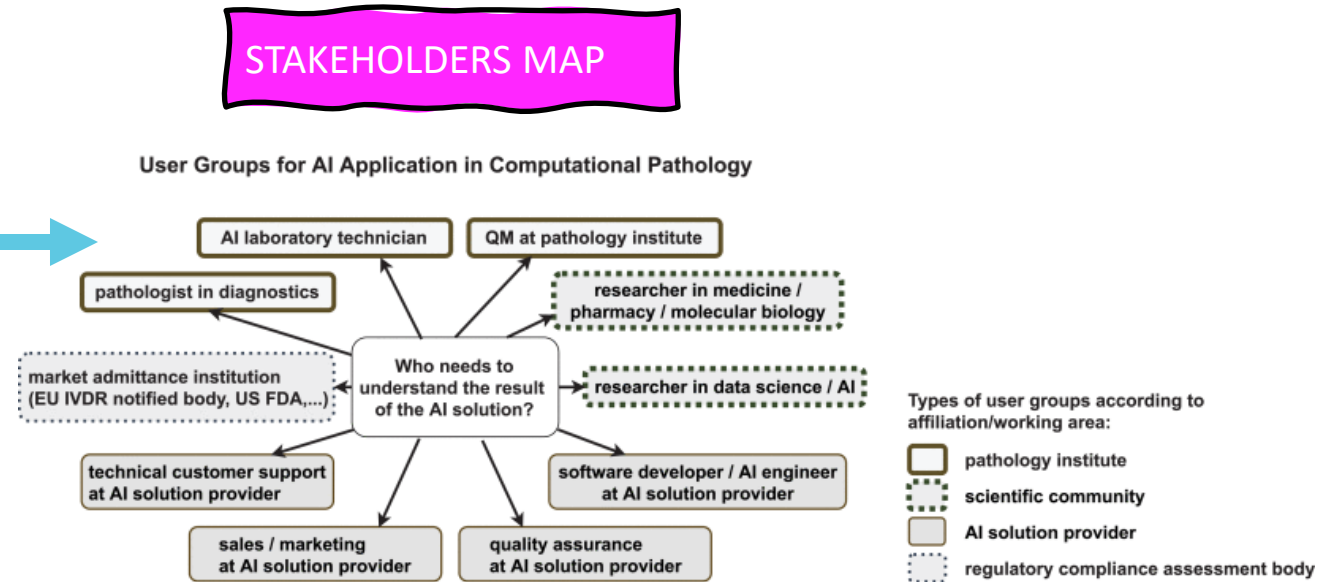 STAKEHOLDERS MAP
User Groups for AI Application in Computational Pathology
AI laboratory technician
QM at pathology institute
pathologist in diagnostics
researcher in medicine /
pharmacy / molecular biology
Who needs to
understand the result
of the AI solution?
market admittance institution
(EU IVDR notified body, US FDA,...)
researcher in data science / AI
technical customer support
at AI solution provider
software developer / AI engineer
at AI solution provider
sales / marketing
at AI solution provider
quality assurance
at AI solution provider
Types of user groups according to
affiliation/working area:
pathology institute
scientific community
AI solution provider
regulatory compliance assessment body